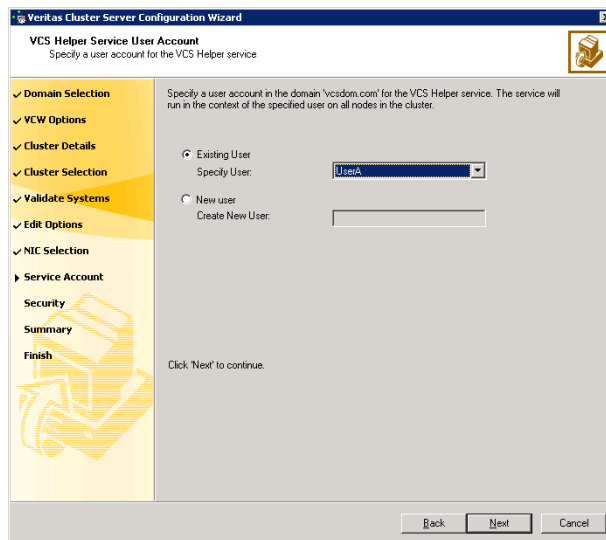 Veritas Cluster Server Configuration Wizard
VCS Helper Service User Account
Specify a user account for the VCS Helper service
Domain Selection
VCW Options
Cluster Details
Cluster Selection
Validate Systems
Edit Options
NIC Selection
Service Account
Security
Summary
Finish
Specify a user account in the domain 'vcsdom.com' for the VCS Helper service. The service will
run in the context of the specified user on all nodes in the cluster.
Existing User
Specify User:
UserA
New user
Create New User:
Click 'Next' to continue.
Back
Next
Cancel